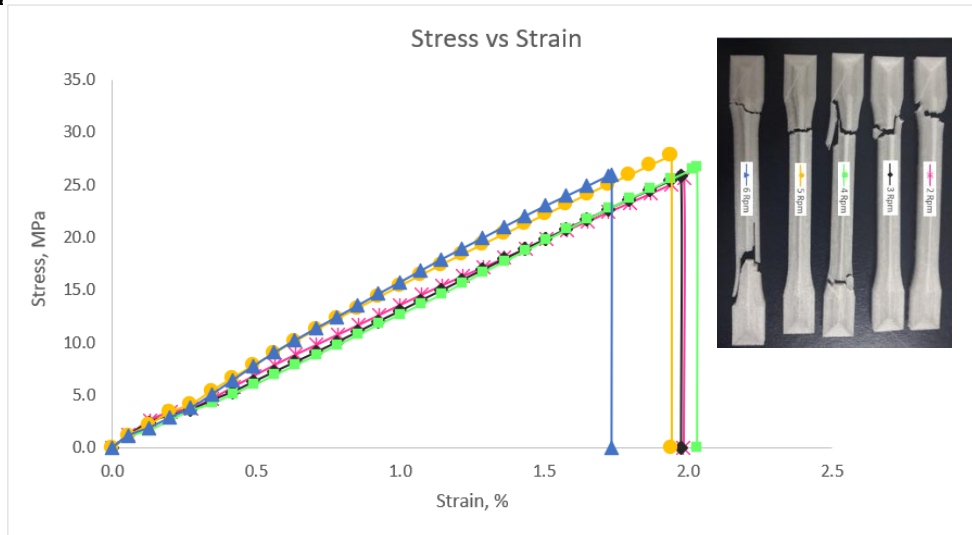 Stress vs Strain
35.0
30.0
25.0
20.0
15.0
10.0
5.0
0.0
Stress, MPa
0.0 0.5 1.0 1.5 2.0 2.5
Strain, %
6 Rpm
5 Rpm
4 Rpm
3 Rpm
2 Rpm